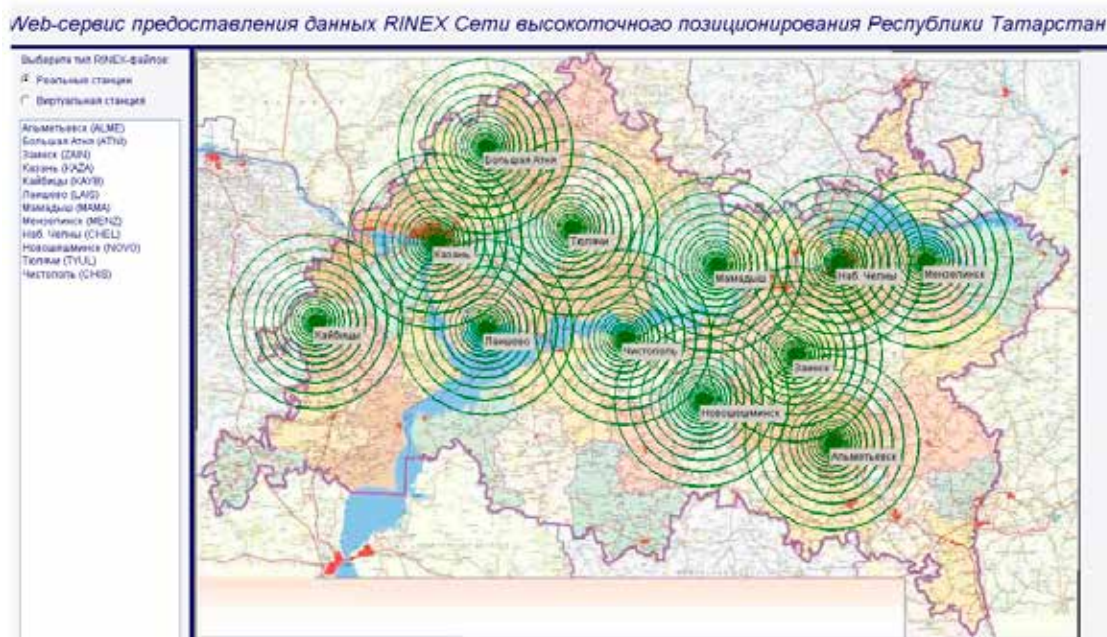 Web-сервис предоставления данных RINEX Сети высокоточного позиционирования Республики Татарстан
Выберите тип RINEX-файлов:
Реальные станции
Виртуальная станция
Альметьевск (ALME)
Большая Атня (ATNI)
Заинск (ZAIN)
Казань (KAZA)
Кайбицы (KAYB)
Лаишево (LAIS)
Мамадыш (MAMA)
Мензелинск (MENZ)
Наб. Челны (CHEL)
Новошешминск (NOVO)
Тюлячи (TYUL)
Чистополь (CHIS)
Большая Атня
Тюлячи
Казань
Мамадыш
Наб. Челны
Мензелинск
Кайбицы
Лаишево
Чистополь
Заинск
Новошешминск
Альметьевск